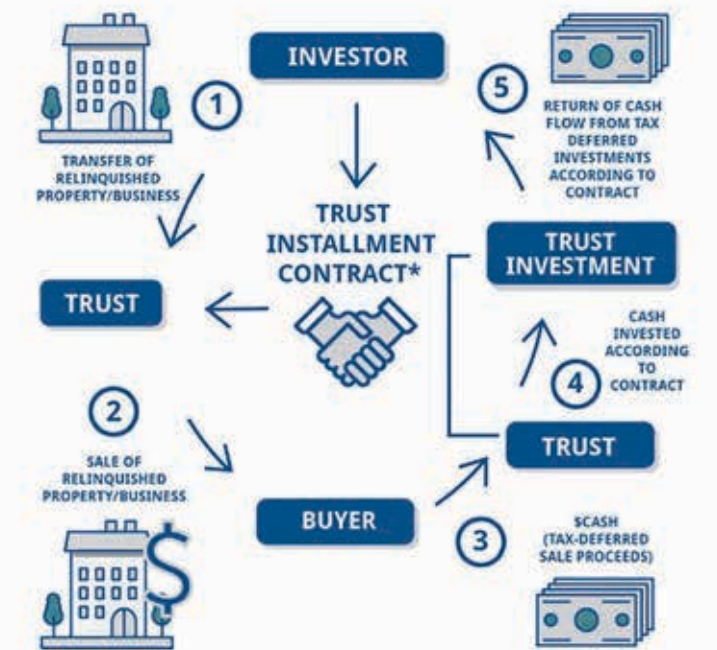 INVESTOR
1
TRANSFER OF
RELINQUISHED
PROPERTY/BUSINESS
TRUST
INSTALLMENT
CONTRACT*
TRUST
2
SALE OF
RELINQUISHED
PROPERTY/BUSINESS
$
BUYER
3
$CASH
(TAX-DEFERRED
SALE PROCEEDS)
TRUST
4
CASH
INVESTED
ACCORDING
TO
CONTRACT
TRUST
INVESTMENT
5
RETURN OF CASH
FLOW FROM TAX
DEFERRED
INVESTMENTS
ACCORDING TO
CONTRACT